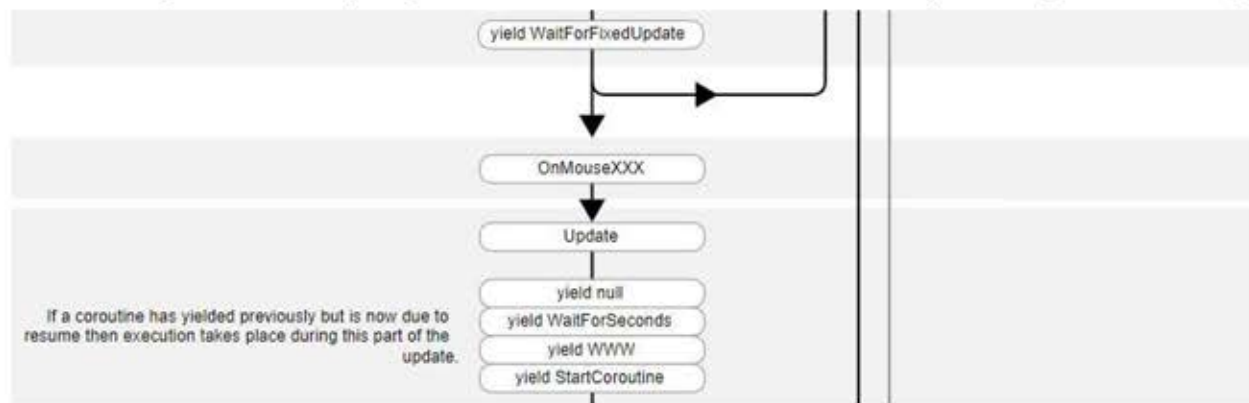 yield WaitForFixedUpdate
OnMouseXXX
Update
yield null
If a coroutine has yielded previously but is now due to
resume then execution takes place during this part of the
update.
yield WaitForSeconds
yield WWW
yield StartCoroutine